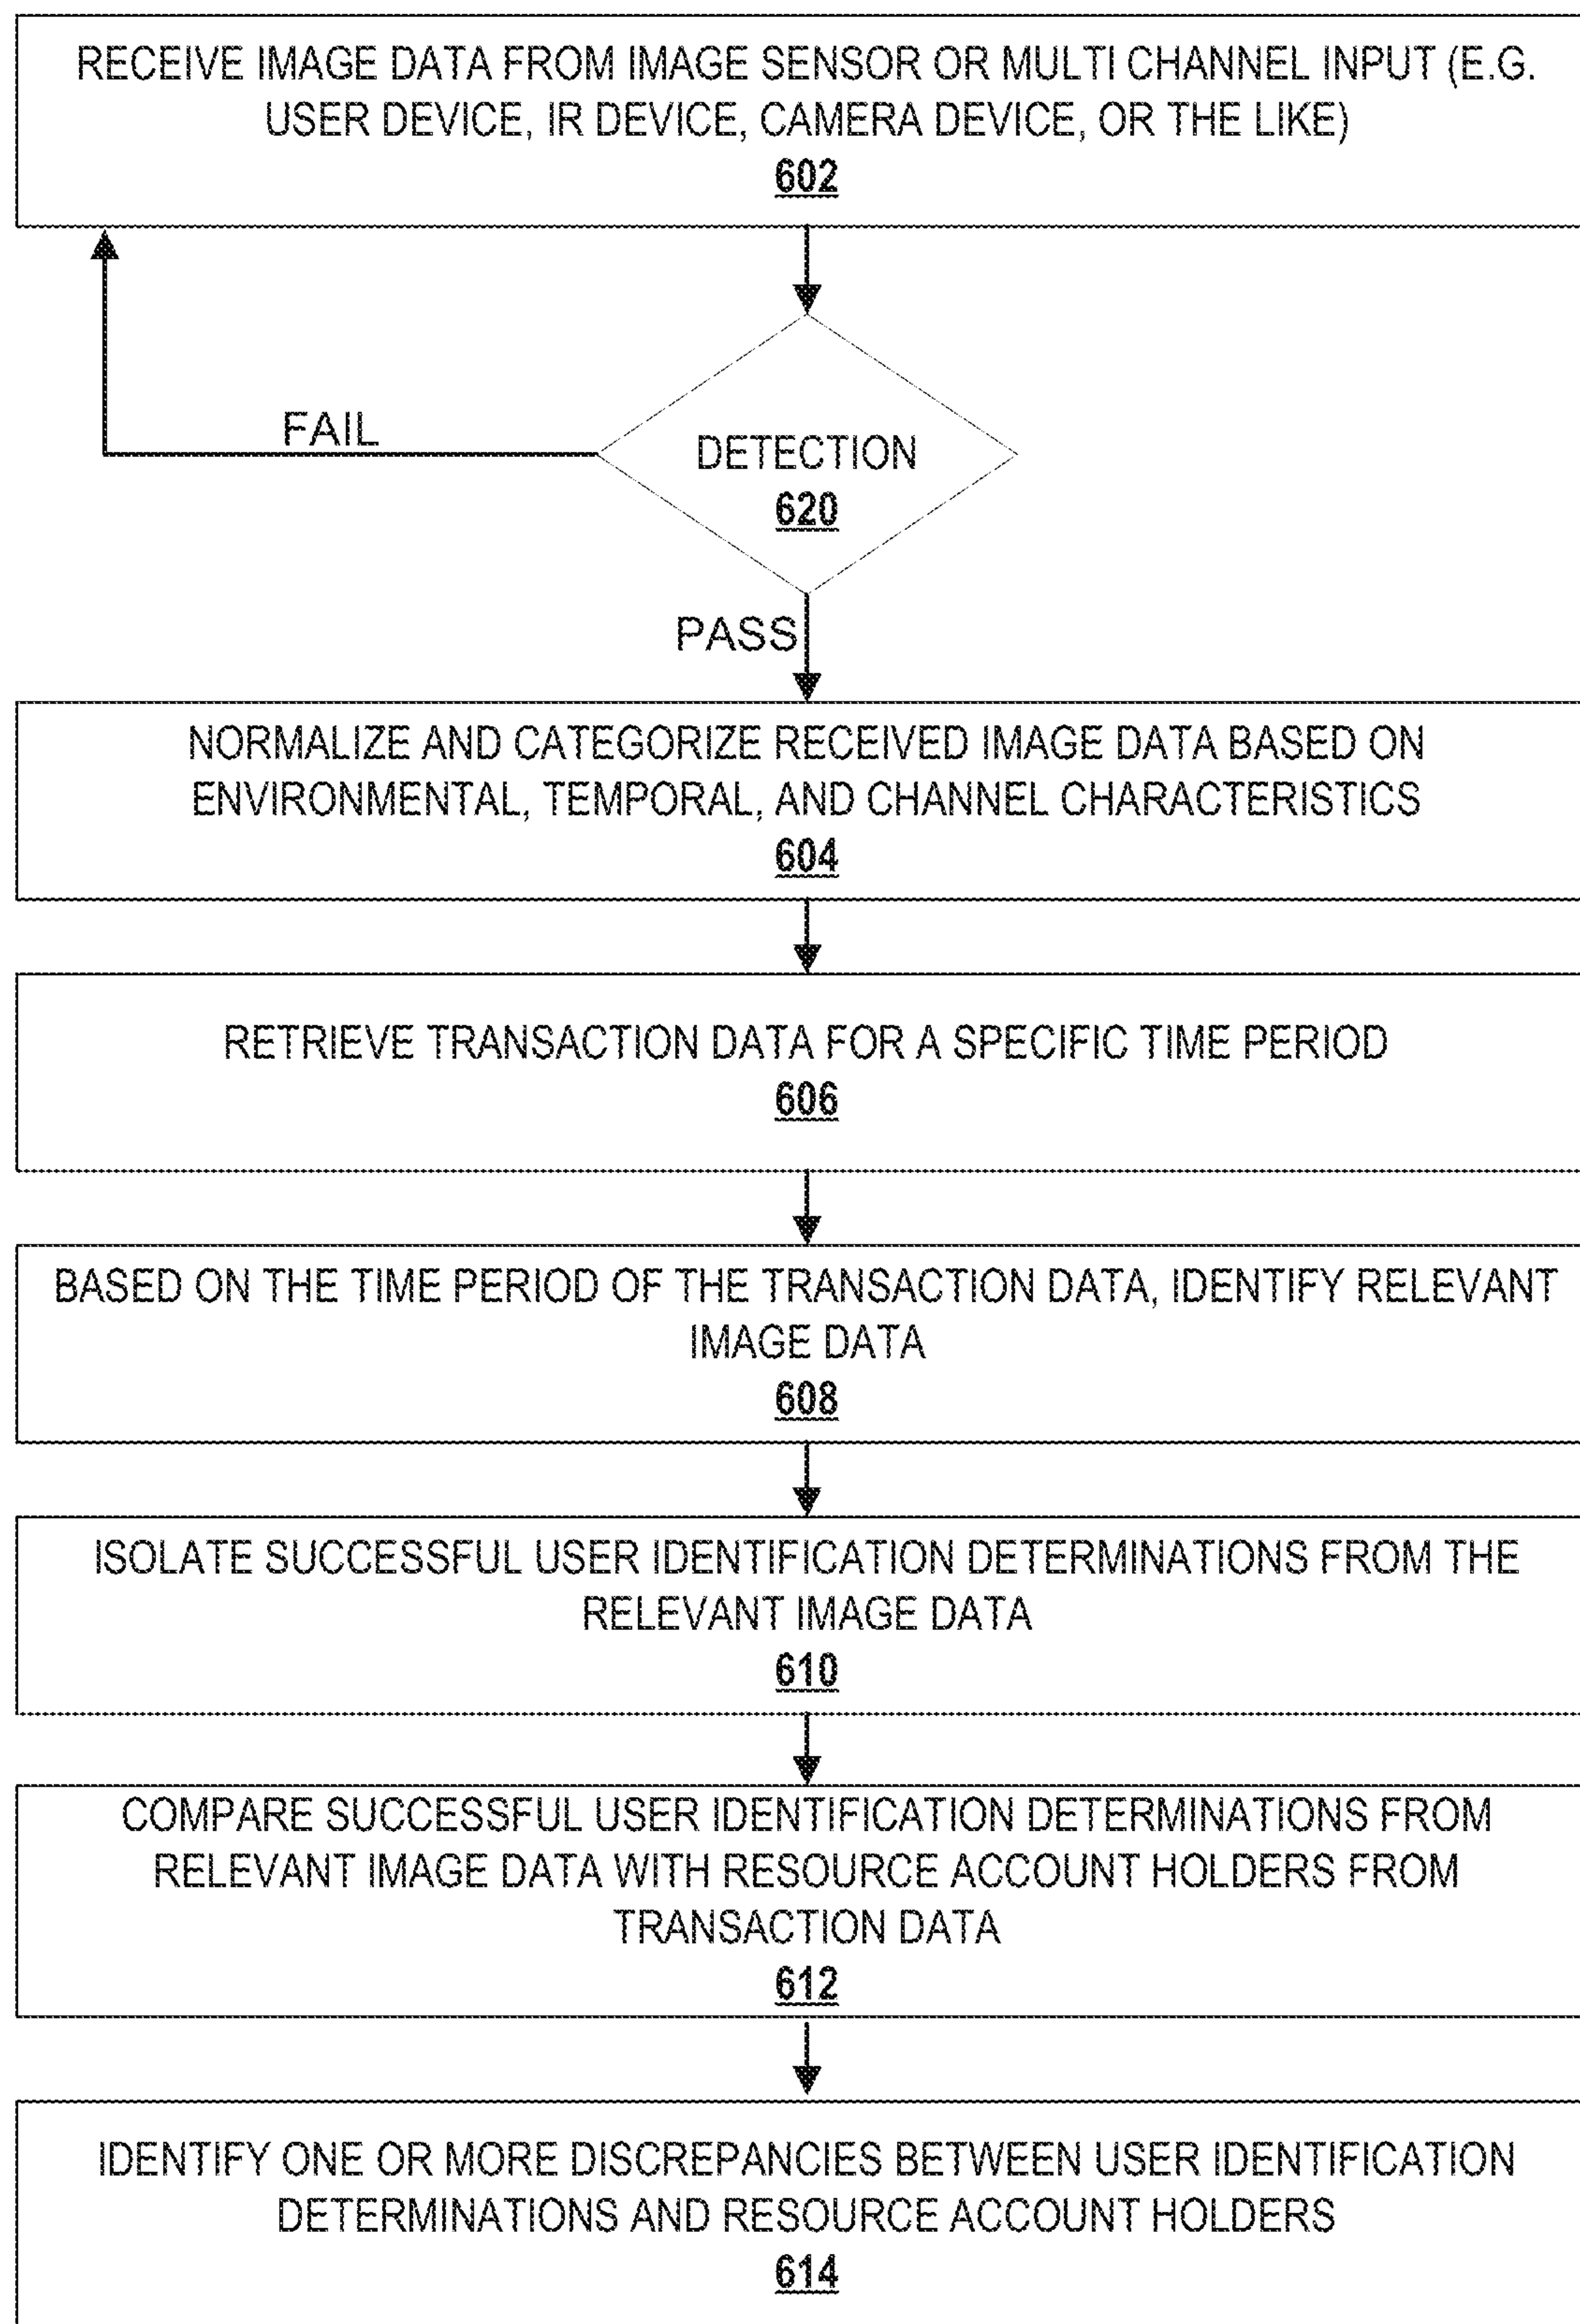 RECEIVE IMAGE DATA FROM IMAGE SENSOR OR MULTI CHANNEL INPUT (E.G.
USER DEVICE, IR DEVICE, CAMERA DEVICE, OR THE LIKE)
602
FAIL
DETECTION
620
PASS
NORMALIZE AND CATEGORIZE RECEIVED IMAGE DATA BASED ON
ENVIRONMENTAL, TEMPORAL, AND CHANNEL CHARACTERISTICS
604
RETRIEVE TRANSACTION DATA FOR A SPECIFIC TIME PERIOD
606
BASED ON THE TIME PERIOD OF THE TRANSACTION DATA, IDENTIFY RELEVANT
IMAGE DATA
608
ISOLATE SUCCESSFUL USER IDENTIFICATION DETERMINATIONS FROM THE
RELEVANT IMAGE DATA
610
COMPARE SUCCESSFUL USER IDENTIFICATION DETERMINATIONS FROM
RELEVANT IMAGE DATA WITH RESOURCE ACCOUNT HOLDERS FROM
TRANSACTION DATA
612
IDENTIFY ONE OR MORE DISCREPANCIES BETWEEN USER IDENTIFICATION
DETERMINATIONS AND RESOURCE ACCOUNT HOLDERS
614